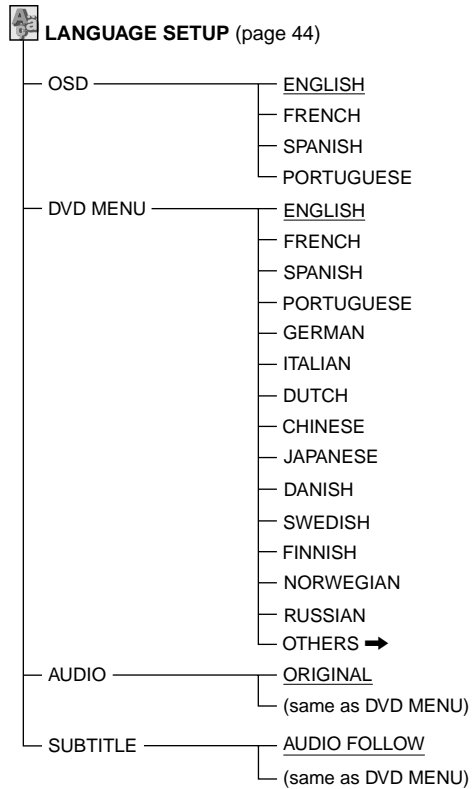 LANGUAGE SETUP (page 44)
OSD ENGLISH
FRENCH
SPANISH
PORTUGUESE
DVD MENU ENGLISH
FRENCH
SPANISH
PORTUGUESE
GERMAN
ITALIAN
DUTCH
CHINESE
JAPANESE
DANISH
SWEDISH
FINNISH
NORWEGIAN
RUSSIAN
OTHERS ➡
AUDIO ORIGINAL
(same as DVD MENU)
SUBTITLE AUDIO FOLLOW
(same as DVD MENU)